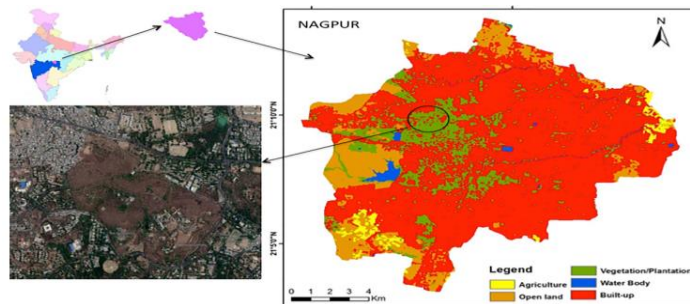 NAGPUR
N
21°10'0"N
21°5'0"N
Legend
Agriculture
Open land
Vegetation/Plantation
Water Body
Built-up
0 1 2 4
Km